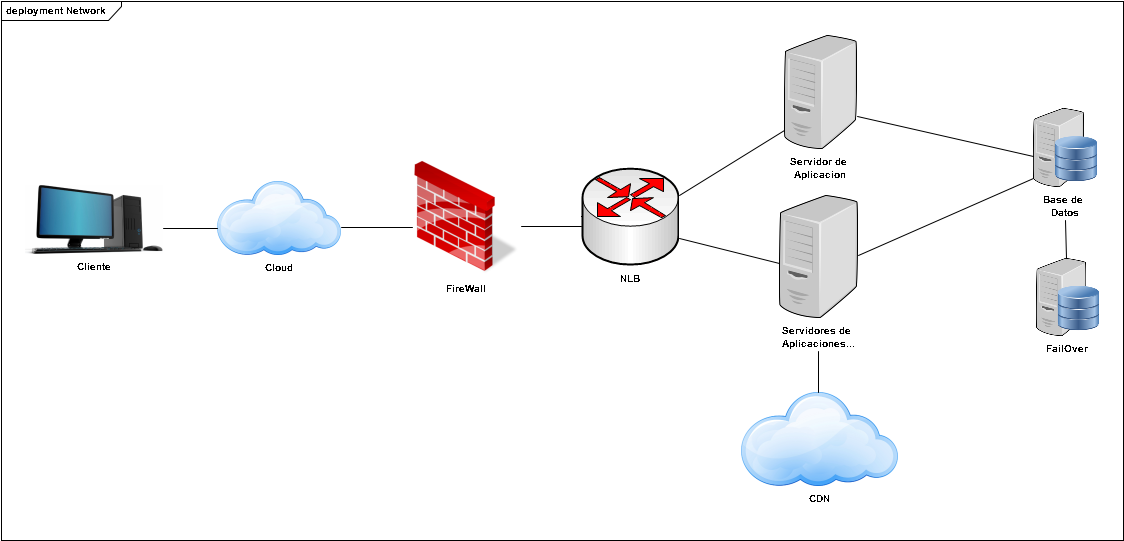 deployment Network
Servidor de
Aplicacion
Base de
Datos
Cliente
Cloud
FireWall
NLB
Servidores de
Aplicaciones...
FailOver
CDN